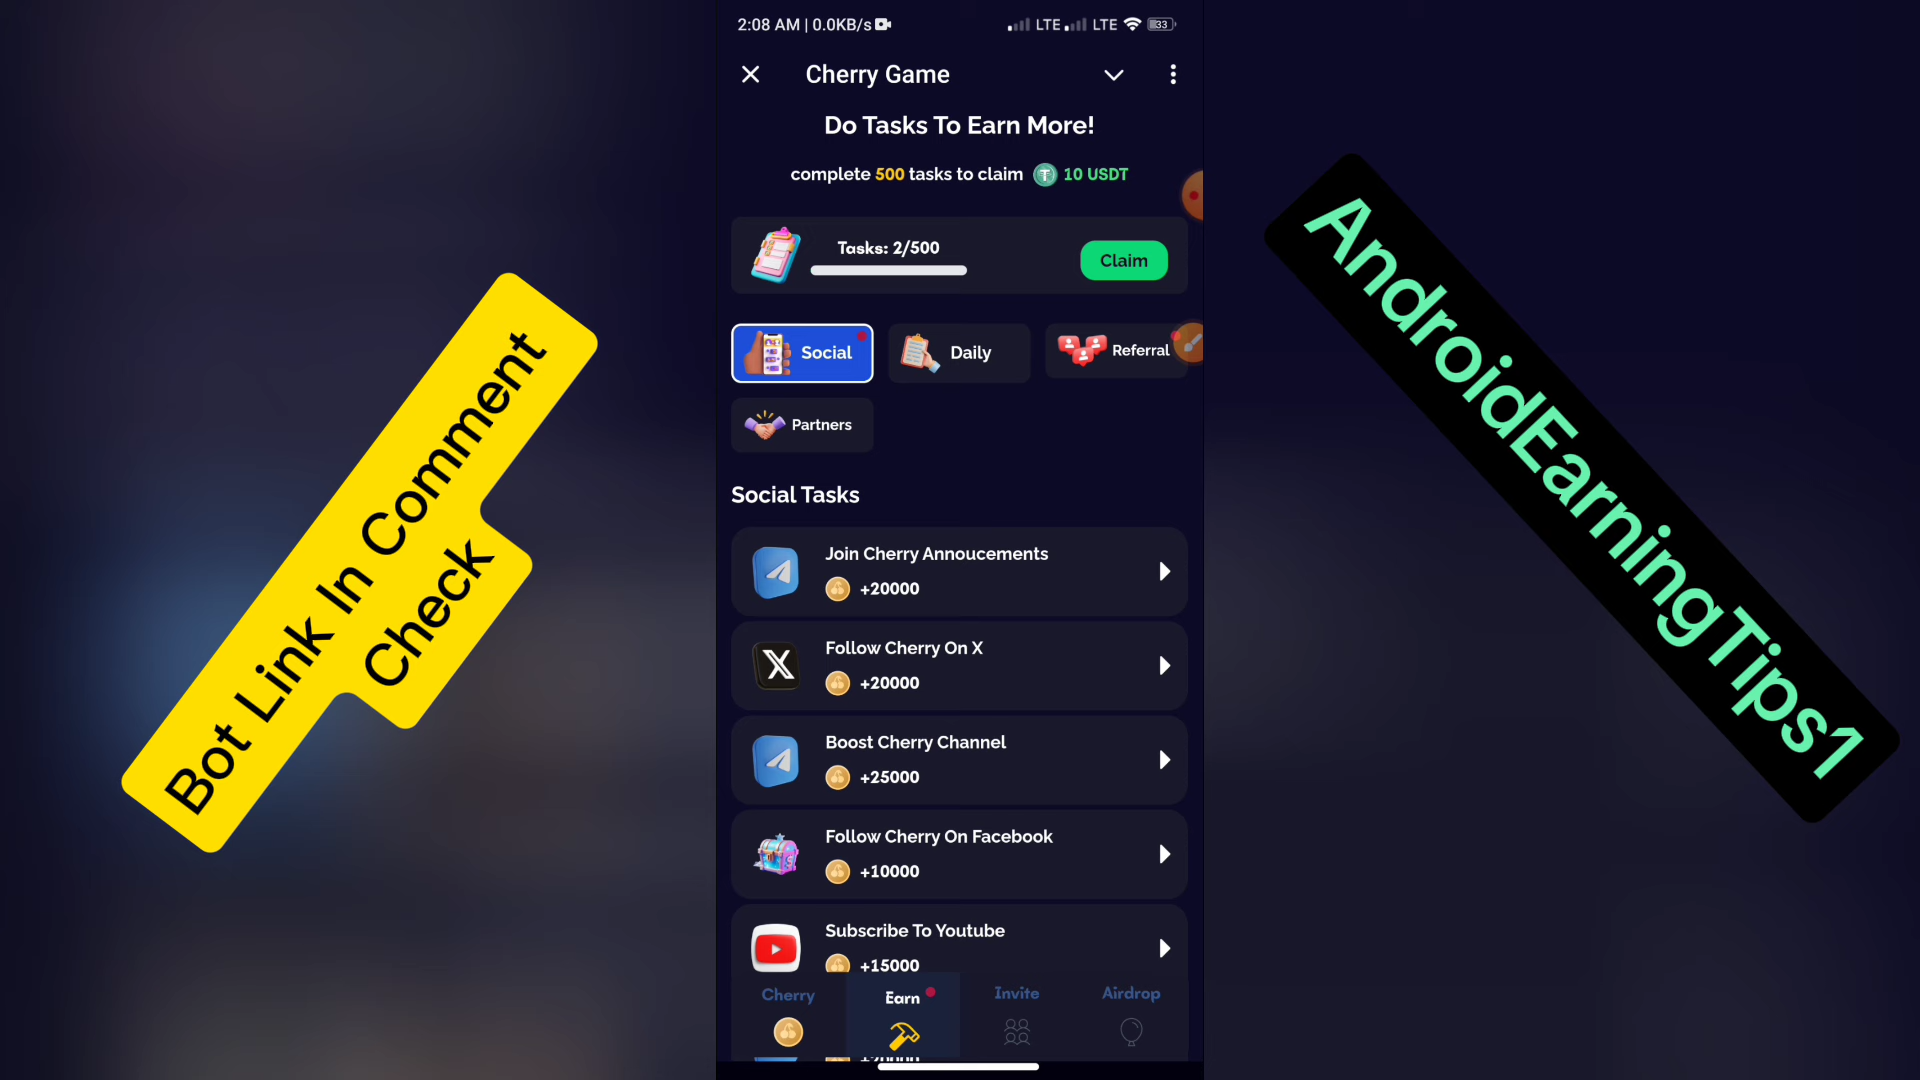 2:08 AM | 0.0KB/s
LTE LTE 33
Cherry Game
Do Tasks To Earn More!
complete 500 tasks to claim 10 USDT
Tasks: 2/500
Claim
Social
Daily
Referral
Partners
Social Tasks
Join Cherry Annoucements
+20000
Follow Cherry On X
+20000
Boost Cherry Channel
+25000
Follow Cherry On Facebook
+10000
Subscribe To Youtube
+15000
Cherry
Earn
Invite
Airdrop
Bot Link In Comment
Check
AndroidEarningTips1